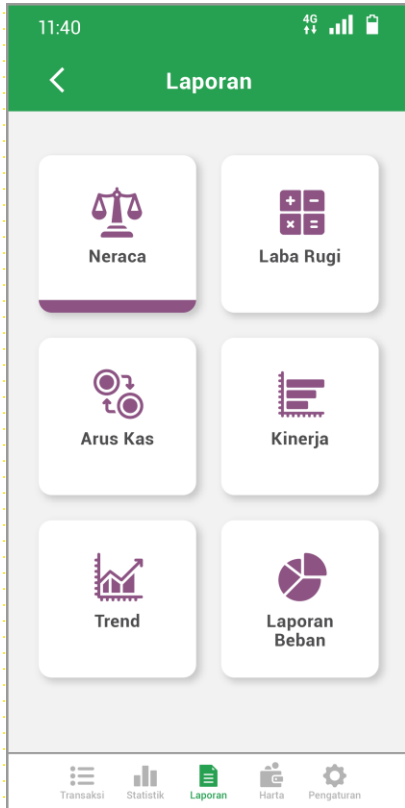 11:40
4G
Laporan
Neraca
Laba Rugi
Arus Kas
Kinerja
Trend
Laporan
Beban
Transaksi
Statistik
Laporan
Harta
Pengaturan